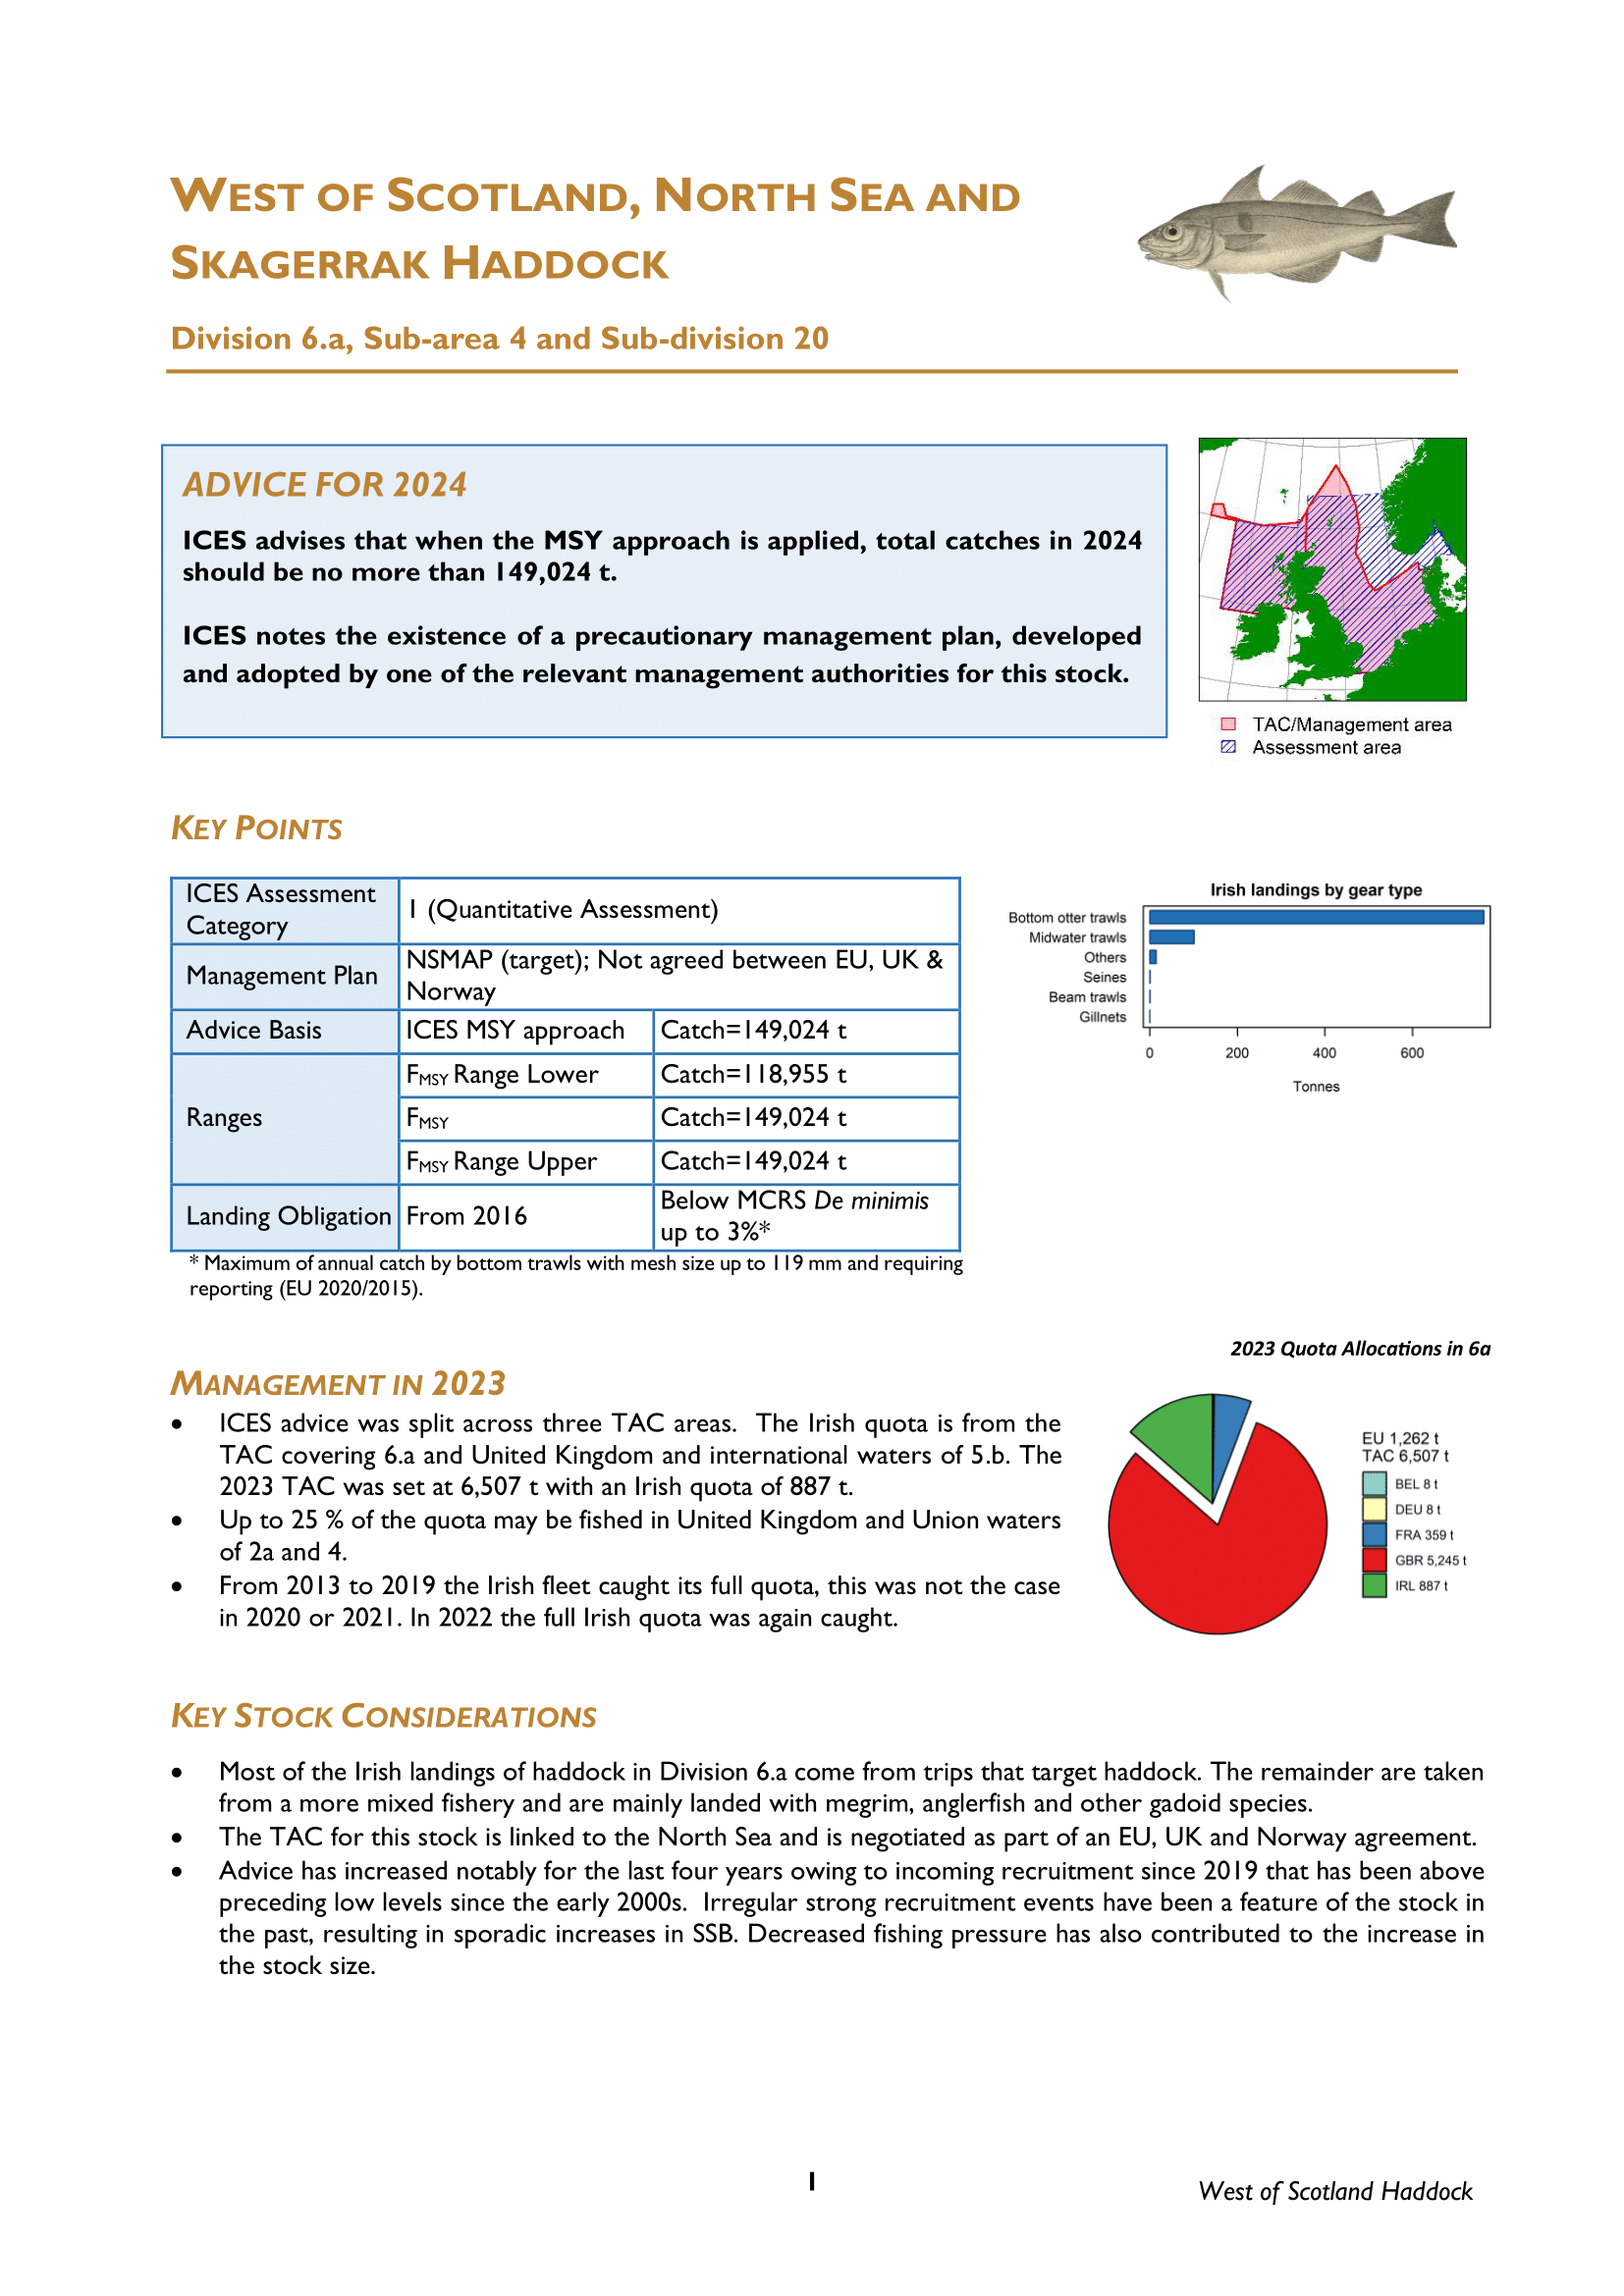 WEST OF SCOTLAND, NORTH SEA AND
SKAGERRAK HADDOCK
Division 6.a, Sub-area 4 and Sub-division 20
ADVICE FOR 2024
ICES advises that when the MSY approach is applied, total catches in 2024
should be no more than 149,024 t.
ICES notes the existence of a precautionary management plan, developed
and adopted by one of the relevant management authorities for this stock.
TAC/Management area
Assessment area
KEY POINTS
ICES Assessment
Category
1 (Quantitative Assessment)
Management Plan
NSMAP (target); Not agreed between EU, UK &
Norway
Advice Basis
ICES MSY approach
Catch=149,024 t
Ranges
FMSY Range Lower
Catch=118,955 t
FMSY
Catch=149,024 t
FMSY Range Upper
Catch=149,024 t
Landing Obligation
From 2016
Below MCRS De minimis
up to 3%*
* Maximum of annual catch by bottom trawls with mesh size up to 119 mm and requiring
reporting (EU 2020/2015).
Irish landings by gear type
Bottom otter trawls
Midwater trawls
Others
Seines
Beam trawls
Gillnets
0 200 400 600
Tonnes
2023 Quota Allocations in 6a
MANAGEMENT IN 2023
• ICES advice was split across three TAC areas. The Irish quota is from the
TAC covering 6.a and United Kingdom and international waters of 5.b. The
2023 TAC was set at 6,507 t with an Irish quota of 887 t.
• Up to 25 % of the quota may be fished in United Kingdom and Union waters
of 2a and 4.
• From 2013 to 2019 the Irish fleet caught its full quota, this was not the case
in 2020 or 2021. In 2022 the full Irish quota was again caught.
EU 1,262 t
TAC 6,507 t
BEL 8 t
DEU 8 t
FRA 359 t
GBR 5,245 t
IRL 887 t
KEY STOCK CONSIDERATIONS
• Most of the Irish landings of haddock in Division 6.a come from trips that target haddock. The remainder are taken
from a more mixed fishery and are mainly landed with megrim, anglerfish and other gadoid species.
• The TAC for this stock is linked to the North Sea and is negotiated as part of an EU, UK and Norway agreement.
• Advice has increased notably for the last four years owing to incoming recruitment since 2019 that has been above
preceding low levels since the early 2000s. Irregular strong recruitment events have been a feature of the stock in
the past, resulting in sporadic increases in SSB. Decreased fishing pressure has also contributed to the increase in
the stock size.
1
West of Scotland Haddock